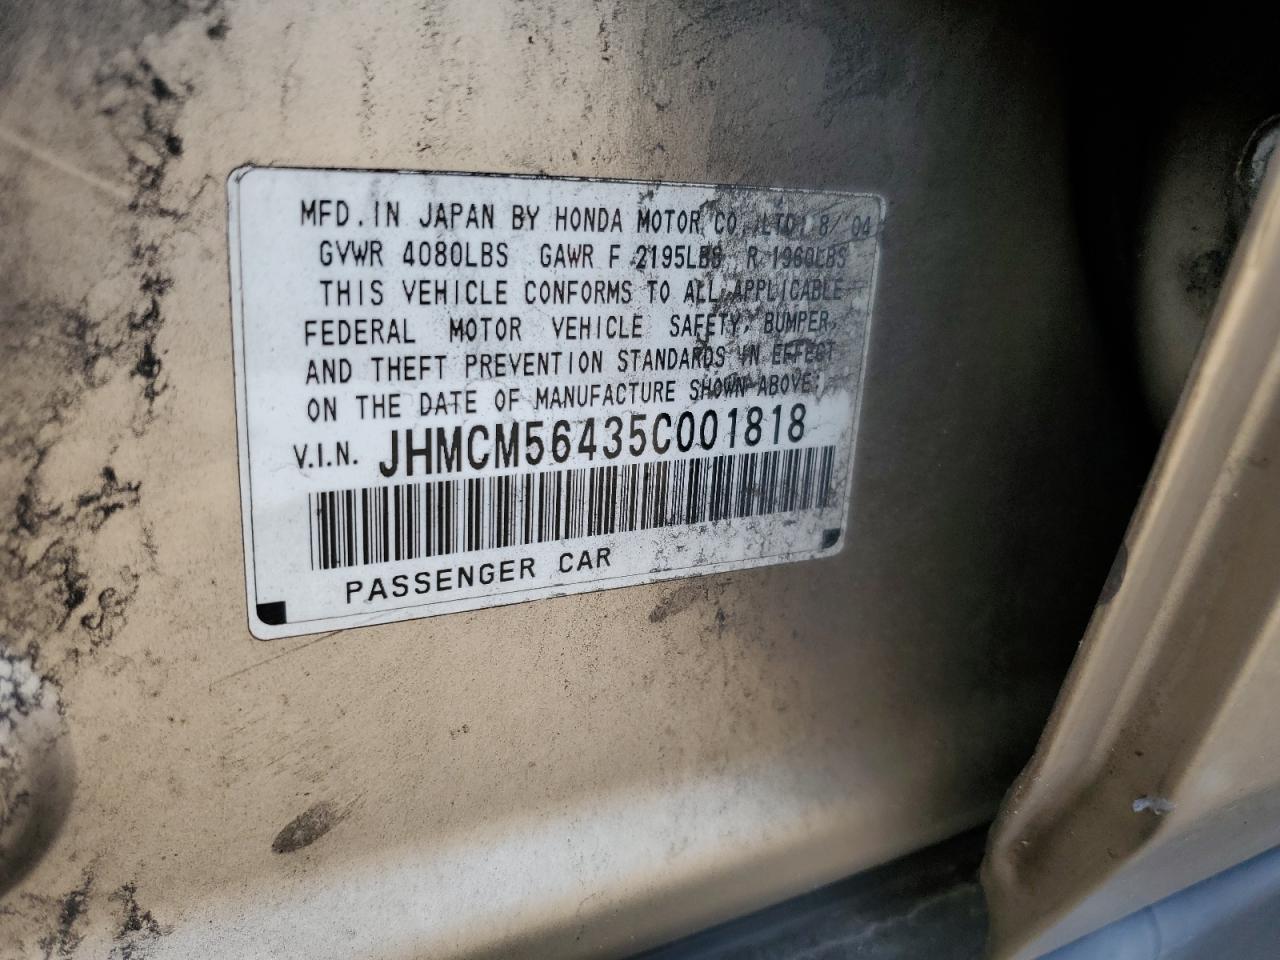 MFD. IN JAPAN BY HONDA MOTOR CO.,LTD. 8/'04
GVWR 4080LBS GAWR F 2195LBS R 1960LBS
THIS VEHICLE CONFORMS TO ALL APPLICABLE
FEDERAL MOTOR VEHICLE SAFETY, BUMPER,
AND THEFT PREVENTION STANDARDS IN EFFECT
ON THE DATE OF MANUFACTURE SHOWN ABOVE.
V.I.N. JHMCM56435C001818
PASSENGER CAR